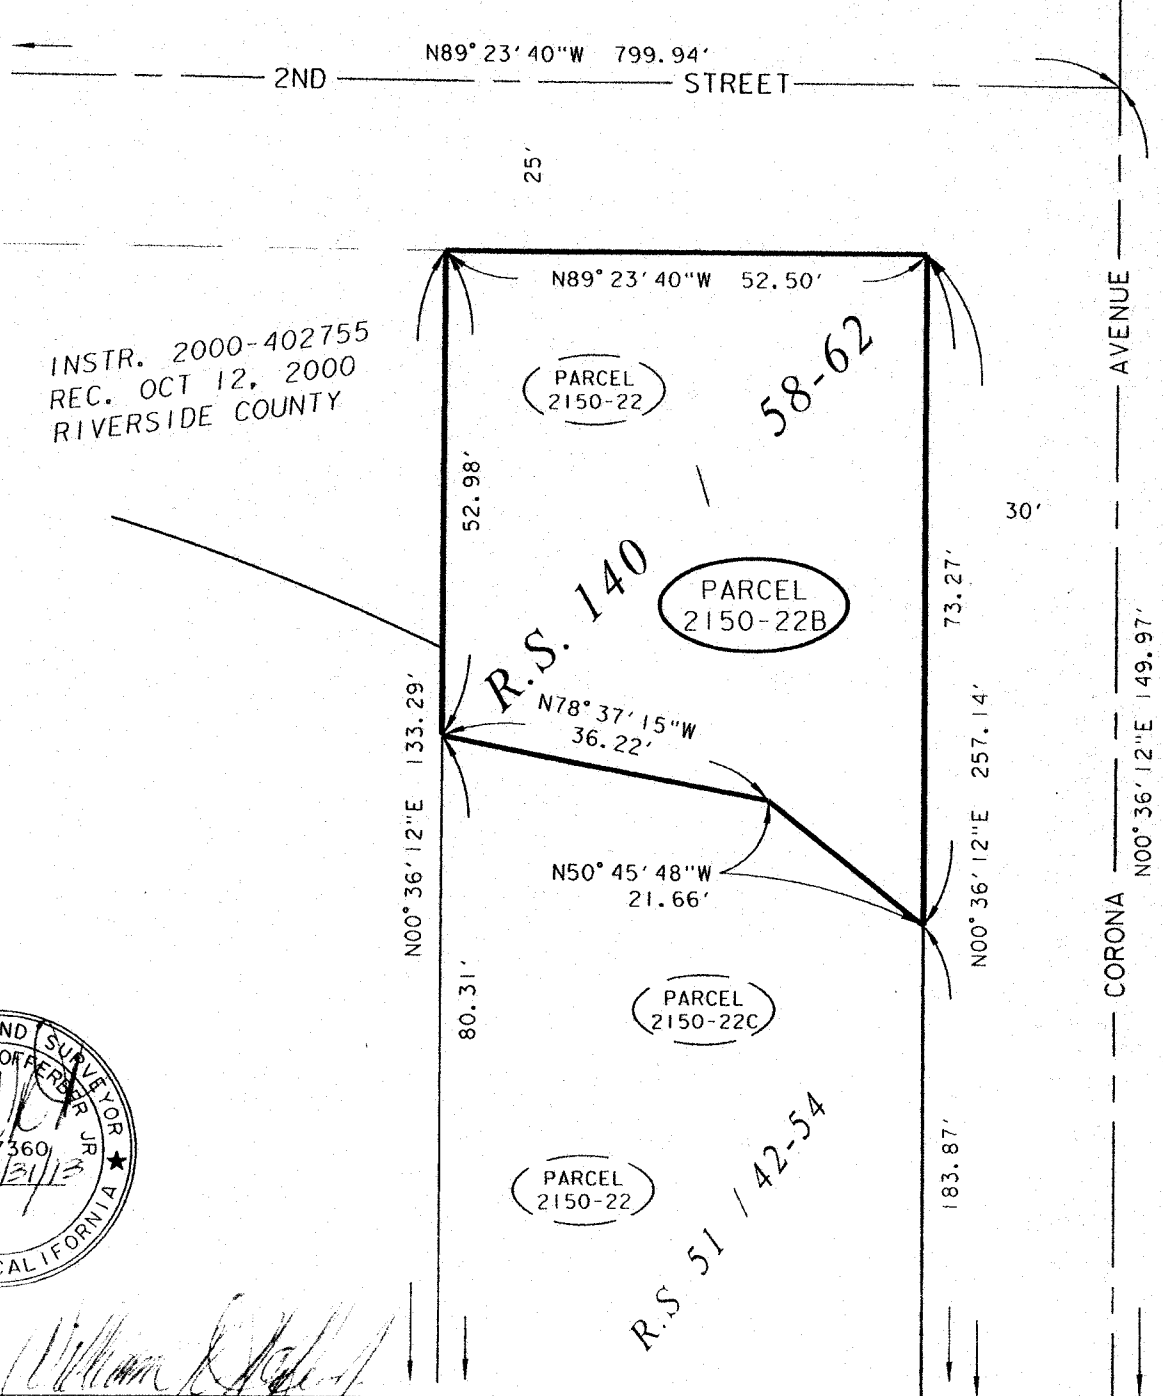 N89°23'40"W 799.94'
2ND STREET
25'
N89°23'40"W 52.50'
INSTR. 2000-402755
REC. OCT 12, 2000
RIVERSIDE COUNTY
PARCEL
2150-22
58-62
AVENUE
52.98'
30'
R.S. 140 /
PARCEL
2150-22B
73.27'
N00°36'12"E 149.97'
N78°37'15"W
36.22'
N00°36'12"E 133.29'
N00°36'12"E 257.14'
N50°45'48"W
21.66'
CORONA
80.31'
PARCEL
2150-22C
SURVEYOR
JR
7360
CALIFORNIA
PARCEL
2150-22
R.S 51 / 42-54
183.87'
William